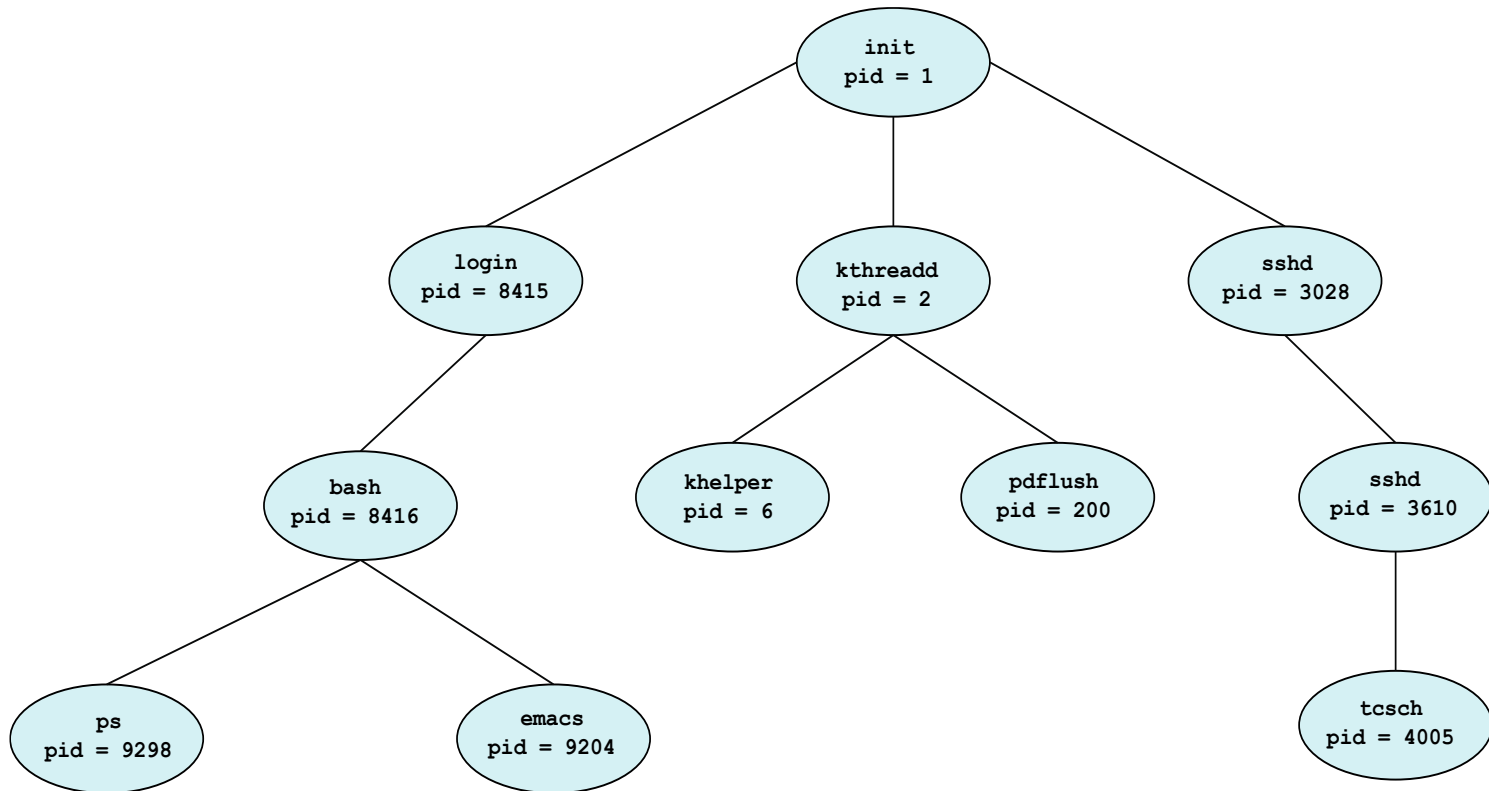 init
pid = 1
login
pid = 8415
kthreadd
pid = 2
sshd
pid = 3028
bash
pid = 8416
khelper
pid = 6
pdflush
pid = 200
sshd
pid = 3610
ps
pid = 9298
emacs
pid = 9204
tcsch
pid = 4005